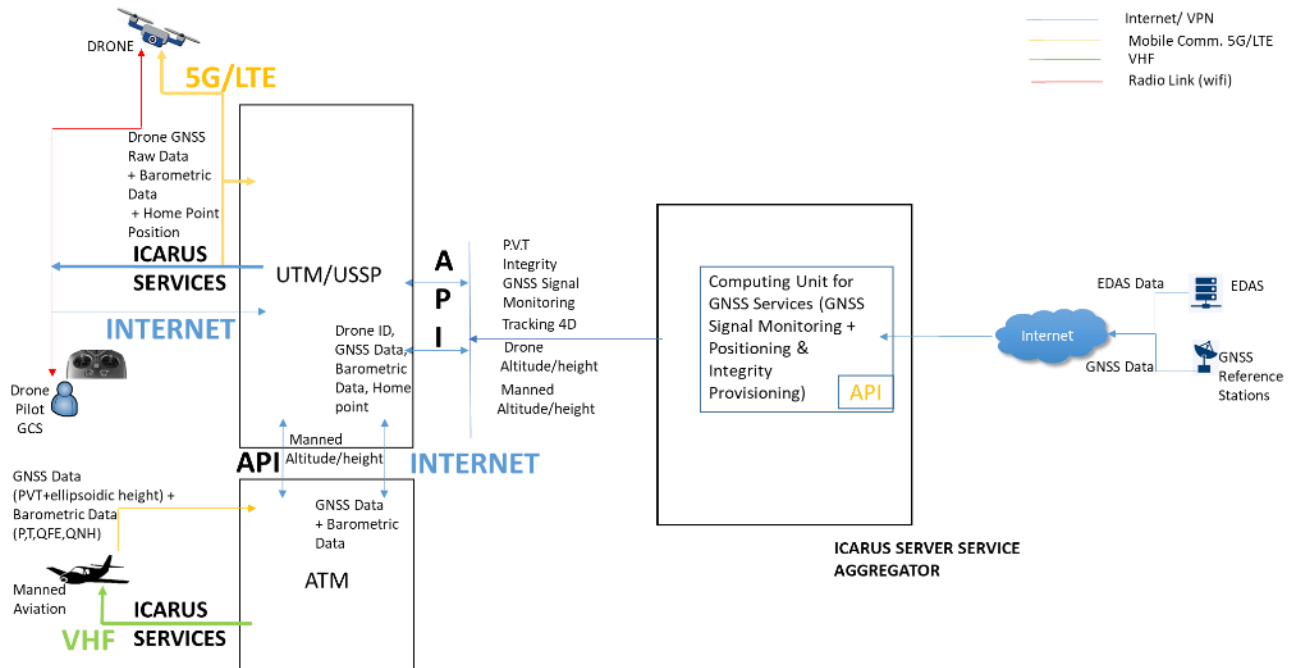 Internet/ VPN
Mobile Comm. 5G/LTE
VHF
Radio Link (wifi)
DRONE
5G/LTE
Drone GNSS
Raw Data
+ Barometric
Data
+ Home Point
Position
ICARUS
SERVICES
INTERNET
Drone
Pilot
GCS
UTM/USSP
Drone ID,
GNSS Data,
Barometric
Data, Home
point
A
P
I
P.V.T
Integrity
GNSS Signal
Monitoring
Tracking 4D
Drone
Altitude/height
Manned
Altitude/height
Computing Unit for
GNSS Services (GNSS
Signal Monitoring +
Positioning &
Integrity
Provisioning)
API
Internet
EDAS Data
EDAS
GNSS Data
GNSS
Reference
Stations
ICARUS SERVER SERVICE
AGGREGATOR
Manned
Altitude/height
API
INTERNET
GNSS Data
(PVT+ellipsoidic height) +
Barometric Data
(P,T,QFE,QNH)
GNSS Data
+ Barometric
Data
ATM
Manned
Aviation
ICARUS
SERVICES
VHF